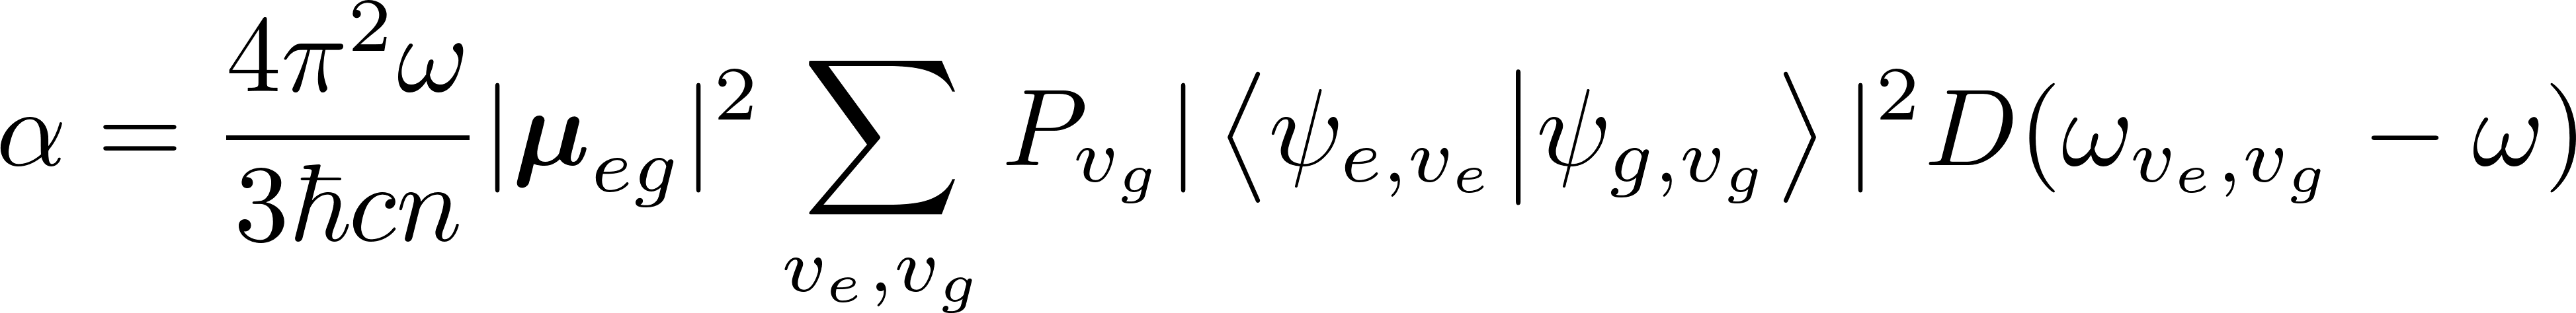 α = \frac{4π^2ω}{3ħcn} |\boldsymbol{μ}_{eg}|^2 \sum_{v_e,v_g} P_{v_g} |⟨ψ_{e,v_e}|ψ_{g,v_g}⟩|^2 D(ω_{v_e,v_g} − ω)